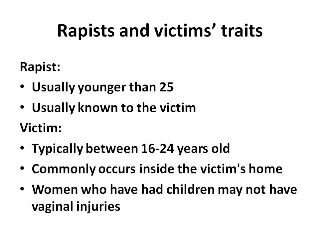 Rapists and victims' traits
Rapist:
• Usually younger than 25
• Usually known to the victim
Victim:
• Typically between 16-24 years old
• Commonly occurs inside the victim's home
• Women who have had children may not have
vaginal injuries